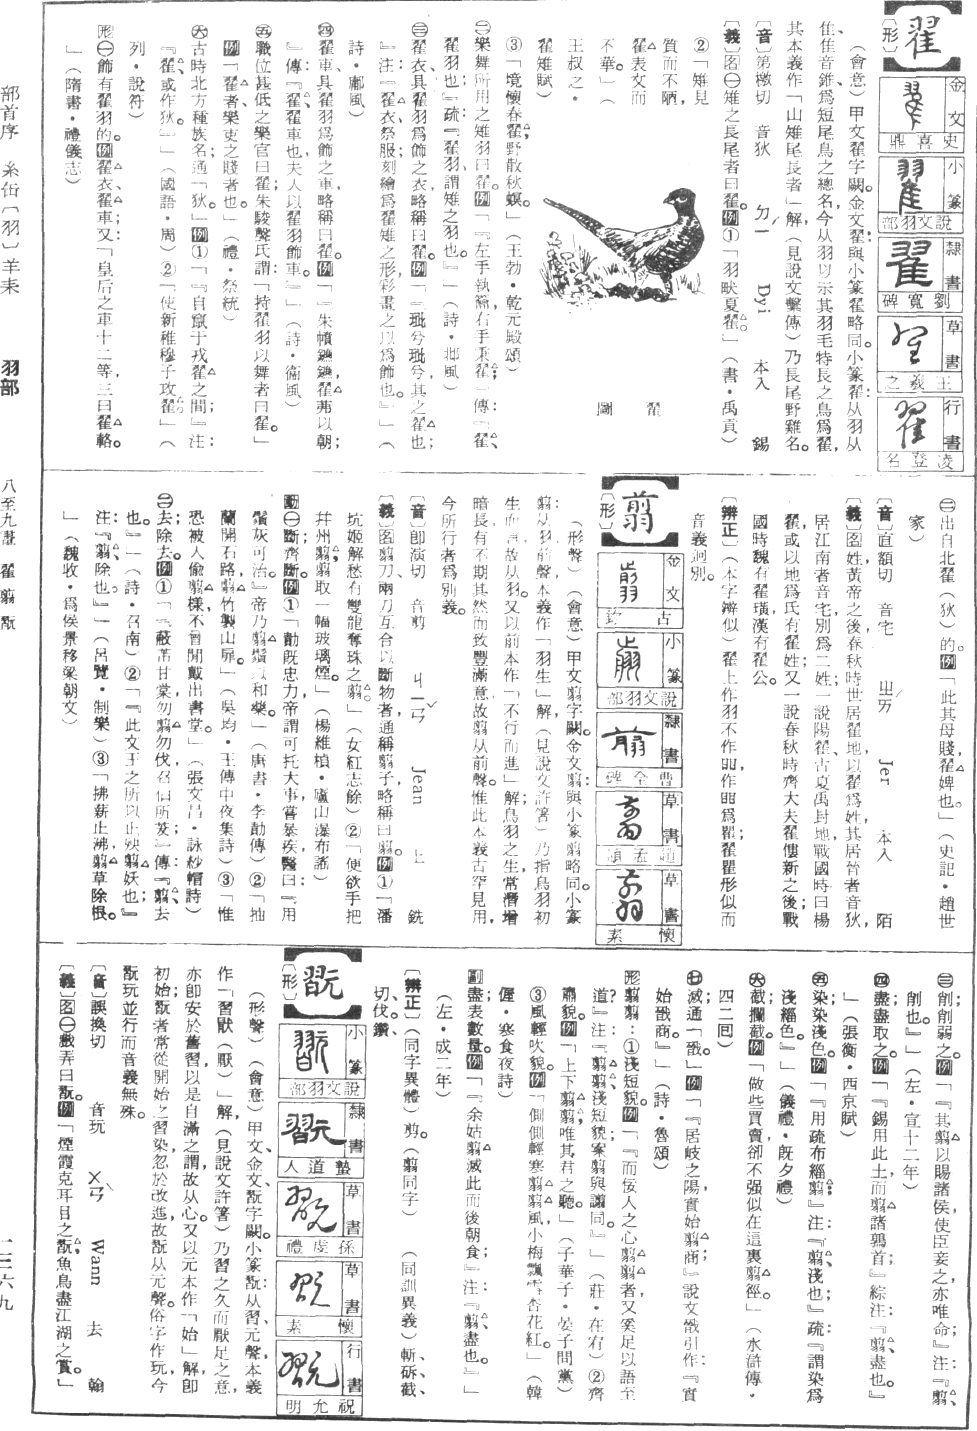 部首序 糸缶〔羽〕羊耒 羽部 八至九畫 翟翦翫 一三六九
翟
〔形〕
金文 史喜鼎
小篆 說文羽部
隸書 劉寬碑
草書 王羲之
行書 凌登名
(會意)甲文翟字闕。金文翟:與小篆翟略同。小篆翟:从羽从
隹,隹音錐,爲短尾鳥之總名,今从羽以示其羽毛特長之鳥爲翟,
其本義作「山雉尾長者」解,(見說文繫傳)乃長尾野雞名。
〔音〕第檄切 音狄 ㄉㄧˊ Dyi 本入 錫
〔義〕名㊀雉之長尾者曰翟。例①「羽畎夏翟。」(書・禹貢)
②「雉見
質而不陋,
翟表文而
不華」(
王叔之・
翟雉賦)
翟圖
③「境懷春翟,野散秋螟。」(王勃・乾元殿頌)
㊁樂舞所用之雉羽曰翟。例「『左手執籥,右手秉翟;』傳:『翟、
翟羽也;』疏:『翟羽,謂雉之羽也。』」(詩・邶風)
㊂翟衣,具翟羽爲飾之衣,略稱曰翟。例「『玼兮玼兮,其之翟也;
』注:『翟衣,祭服,刻繪爲翟雉之形,彩畫之以爲飾也。』」(
詩・鄘風)
㊃翟車,具翟羽爲飾之車,略稱曰翟。例「『朱幩鑣鑣,翟茀以朝;
』傳:『翟、翟車也,夫人以翟羽飾車。』」(詩・衞風)
㊄職位甚低之樂官曰翟;朱駿聲氏謂:「持翟羽以舞者曰翟。」
例「翟者,樂吏之賤者也。」(禮・祭統)
㊅古時北方種族名,通「狄。」例①「『自竄于戎翟之間;』注:
『翟、或作狄。』」(國語・周)②「使新稚穆子攻翟。」(
列・說符)
形㊀飾有翟羽的。例翟衣、翟車;又「皇后之車十二等,三曰翟輅。
」(隋書・禮儀志)
㊁出自北翟(狄)的。例「此其母賤,翟婢也。」(史記・趙世
家)
〔音〕直額切 音宅 ㄓㄞˊ Jer 本入 陌
〔義〕名姓,黃帝之後,春秋時世居翟地,以翟爲姓,其居晉者音狄,
居江南者音宅,別爲二姓;一說陽翟、古夏禹封地,戰國時曰楊
翟,或以地爲氏,有翟姓;又一說春秋時齊大夫翟僂新之後;戰
國時魏有翟璜,漢有翟公。
〔辨正〕(本字辨似)翟上作羽不作䀠,作䀠爲瞿;翟瞿形似而
音義迥別。
翦
〔形〕
金文 古鉨
小篆 說文羽部
隸書 曹全碑
草書 趙孟頫
草書 懷素
(形聲)(會意)甲文翦字闕。金文翦:與小篆翦略同。小篆
翦:从羽前聲,本義作「羽生」解,(見說文許箸)乃指鳥羽初
生而言,故从羽。又以前本作「不行而進」解,鳥羽之生,常潛增
暗長,有不期其然而致豐滿意,故翦从前聲。惟此本義古罕見用,
今所行者爲別義。
〔音〕卽演切 音剪 ㄐㄧㄢˇ Jean 上 銑
〔義〕名翦刀,兩刀互合以斷物者,通稱翦子,略稱曰翦。例①「潘
炕姬解愁有雙龍奪珠之翦。」(女紅志餘)②「便欲手把
幷州翦,翦取一幅玻璃煙。」(楊維楨・廬山瀑布謠)
動㊀斷;齊斷。例①「勣旣忠力,帝謂可托大事,嘗暴疾,醫曰:『用
鬚灰可治。』帝乃翦鬚以和藥。」(唐書・李勣傳)②「抽
蘭開石路,翦竹製山扉。」(吳均・王傳中夜集詩)③「惟
恐被人偷翦樣,不曾閒戴出書堂。」(張文昌・詠紗帽詩)
㊁去;除去。例①「『蔽芾甘棠,勿翦勿伐,召伯所茇;』傳:『翦、去
也。』」(詩・召南)②「『此文王之所以止殃翦妖也;』
注:『翦、除也。』」(呂覽・制樂)③「拂薪止沸,翦草除根。
」(魏收・爲侯景移梁朝文)
㊂削;削弱之。例「『其翦以賜諸侯,使臣妾之,亦唯命;』注:『翦、
削也。』」(左・宣十二年)
㊃盡;盡取之。例「『錫用此土,而翦諸鶉首;』綜注:『翦、盡也。』
」(張衡・西京賦)
㊄染;染淺色。例「『用疏布緇翦;』注:『翦、淺也;』疏:『謂染爲
淺緇色。』」(儀禮・旣夕禮)
㊅截;攔截。例「做些買賣,卻不强似在這裏翦徑。」(水滸傳・
四二囘)
㊆滅;通「戩。」例「『居岐之陽,實始翦商;』說文戩引作:『實
始戩商。』」(詩・魯頌)
形翦翦:①淺短貌。例「『而佞人之心翦翦者,又奚足以語至
道?』注:『翦翦、淺短貌,案翦與諓同。』」(莊・在宥)②齊
肅貌。例「上下翦翦,唯其君之聽。」(子華子・晏子問黨)
③風輕吹貌。例「側側輕寒翦翦風,小梅飄雪杏花紅。」(韓
偓・寒食夜詩)
副盡;表數量。例「『余姑翦滅此而後朝食;』注:『翦、盡也。』」
(左・成二年)
〔辨正〕(同字異體)剪。(翦同字) (同訓異義)斬、斫、截、
切、伐、鑽
翫
〔形〕
小篆 說文羽部
隸書 蟄道人
草書 孫虔禮
草書 懷素
行書 祝允明
(形聲)(會意)甲文、金文翫字闕。小篆翫:从習,元聲,本義
作「習猒(厭)」解,(見說文許箸)乃習之久而厭足之意,
亦卽安於舊習以是自滿之謂,故从心。又以元本作「始」解,卽
初始;翫者常從開始之習染,忽於改進,故翫从元聲。俗字作玩,今
翫玩並行而音義無殊。
〔音〕誤換切 音玩 ㄨㄢˋ Wann 去 翰
〔義〕名㊀戲弄曰翫。例「煙霞克耳目之翫,魚鳥盡江湖之賞。」